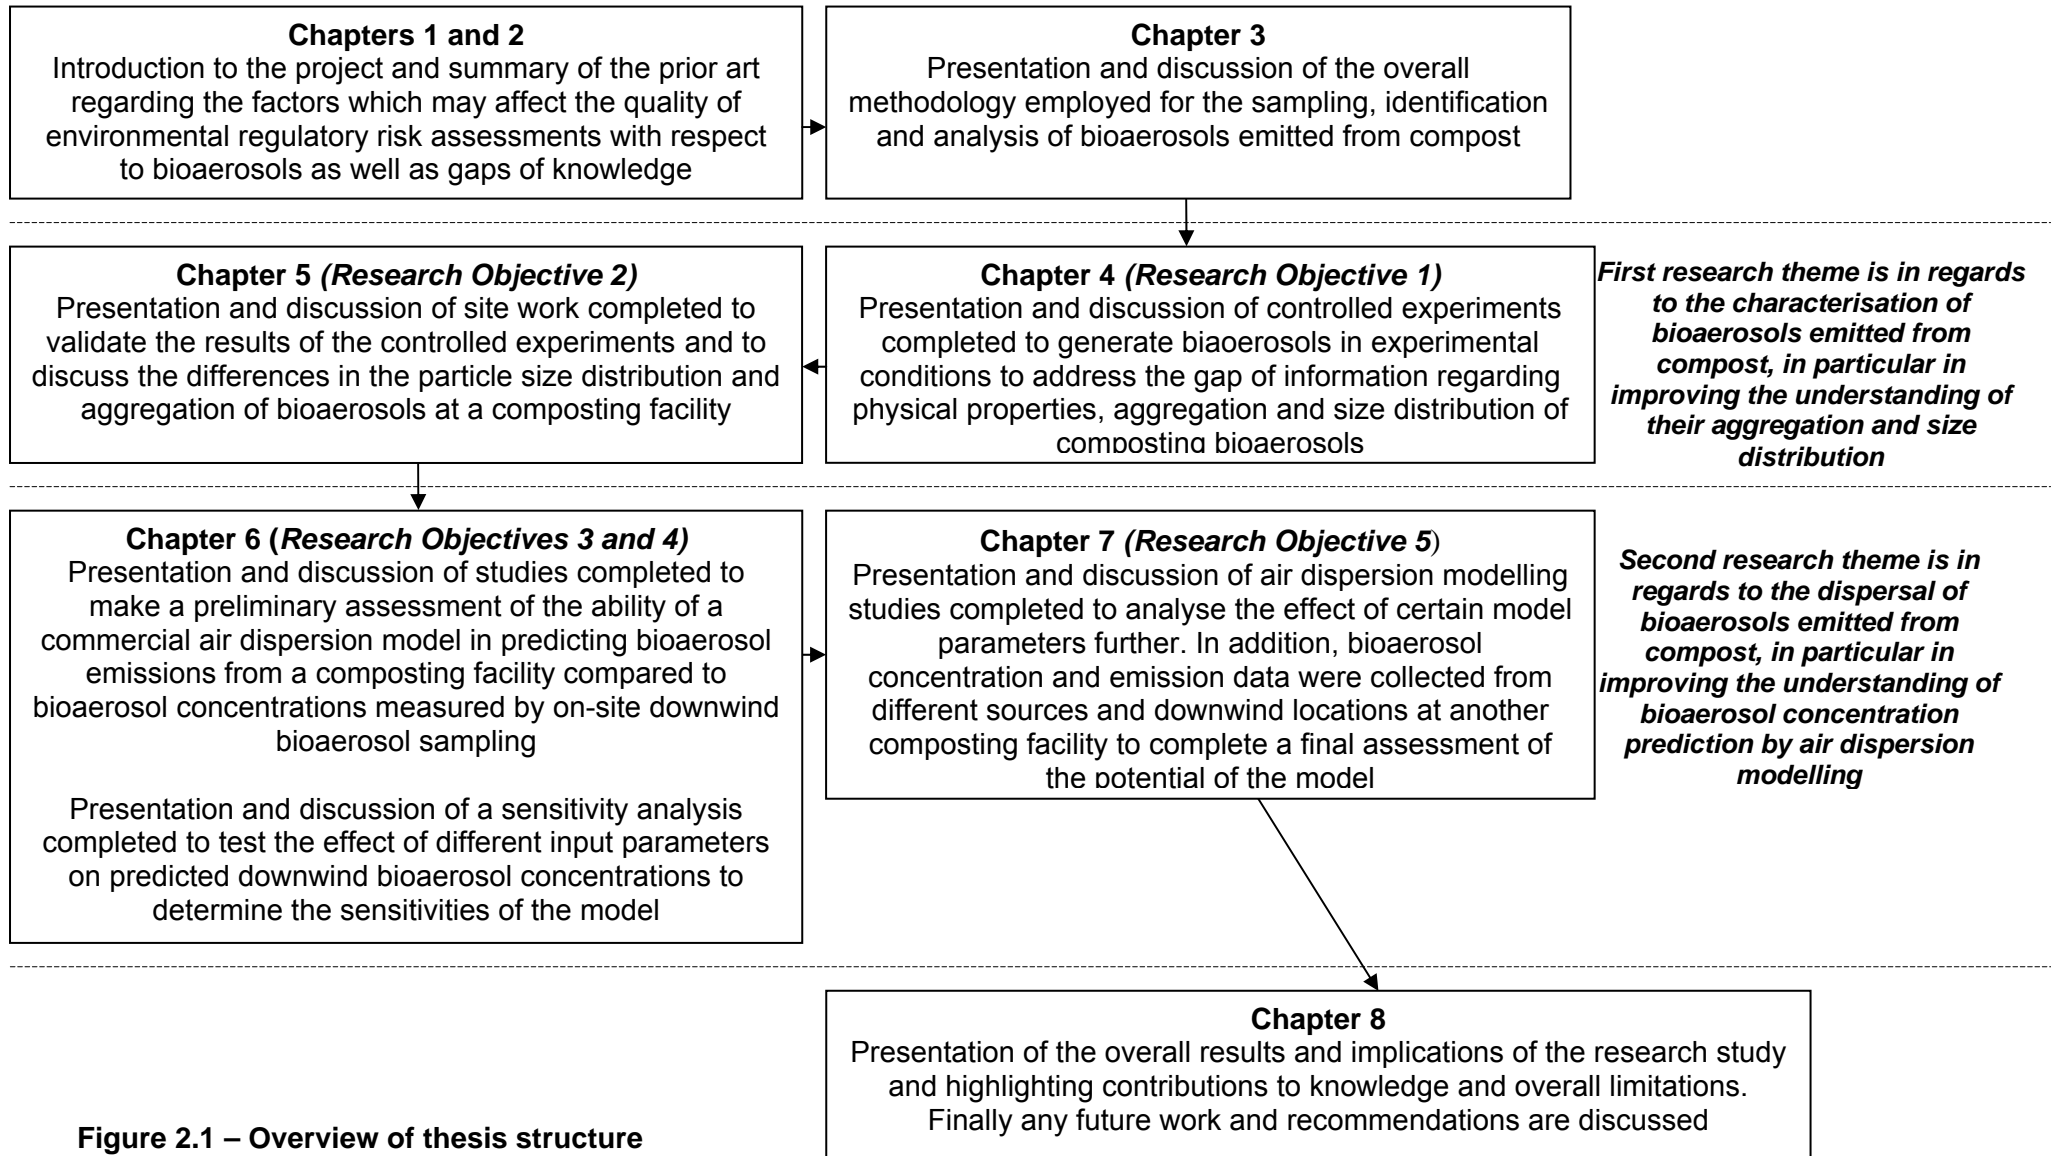 Chapters 1 and 2
Introduction to the project and summary of the prior art
regarding the factors which may affect the quality of
environmental regulatory risk assessments with respect
to bioaerosols as well as gaps of knowledge
Chapter 3
Presentation and discussion of the overall
methodology employed for the sampling, identification
and analysis of bioaerosols emitted from compost
Chapter 5 (Research Objective 2)
Presentation and discussion of site work completed to
validate the results of the controlled experiments and to
discuss the differences in the particle size distribution and
aggregation of bioaerosols at a composting facility
Chapter 4 (Research Objective 1)
Presentation and discussion of controlled experiments
completed to generate biaoerosols in experimental
conditions to address the gap of information regarding
physical properties, aggregation and size distribution of
composting bioaerosols
First research theme is in regards
to the characterisation of
bioaerosols emitted from
compost, in particular in
improving the understanding of
their aggregation and size
distribution
Chapter 6 (Research Objectives 3 and 4)
Presentation and discussion of studies completed to
make a preliminary assessment of the ability of a
commercial air dispersion model in predicting bioaerosol
emissions from a composting facility compared to
bioaerosol concentrations measured by on-site downwind
bioaerosol sampling
Presentation and discussion of a sensitivity analysis
completed to test the effect of different input parameters
on predicted downwind bioaerosol concentrations to
determine the sensitivities of the model
Chapter 7 (Research Objective 5)
Presentation and discussion of air dispersion modelling
studies completed to analyse the effect of certain model
parameters further. In addition, bioaerosol
concentration and emission data were collected from
different sources and downwind locations at another
composting facility to complete a final assessment of
the potential of the model
Second research theme is in
regards to the dispersal of
bioaerosols emitted from
compost, in particular in
improving the understanding of
bioaerosol concentration
prediction by air dispersion
modelling
Chapter 8
Presentation of the overall results and implications of the research study
and highlighting contributions to knowledge and overall limitations.
Finally any future work and recommendations are discussed
Figure 2.1 – Overview of thesis structure